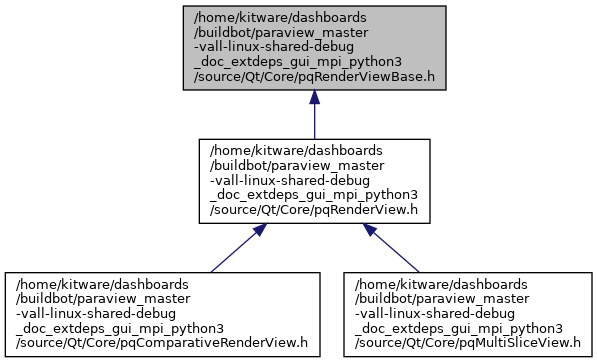 /home/kitware/dashboards
/buildbot/paraview_master
-vall-linux-shared-debug
_doc_extdeps_gui_mpi_python3
/source/Qt/Core/pqRenderViewBase.h
/home/kitware/dashboards
/buildbot/paraview_master
-vall-linux-shared-debug
_doc_extdeps_gui_mpi_python3
/source/Qt/Core/pqRenderView.h
/home/kitware/dashboards
/buildbot/paraview_master
-vall-linux-shared-debug
_doc_extdeps_gui_mpi_python3
/source/Qt/Core/pqComparativeRenderView.h
/home/kitware/dashboards
/buildbot/paraview_master
-vall-linux-shared-debug
_doc_extdeps_gui_mpi_python3
/source/Qt/Core/pqMultiSliceView.h